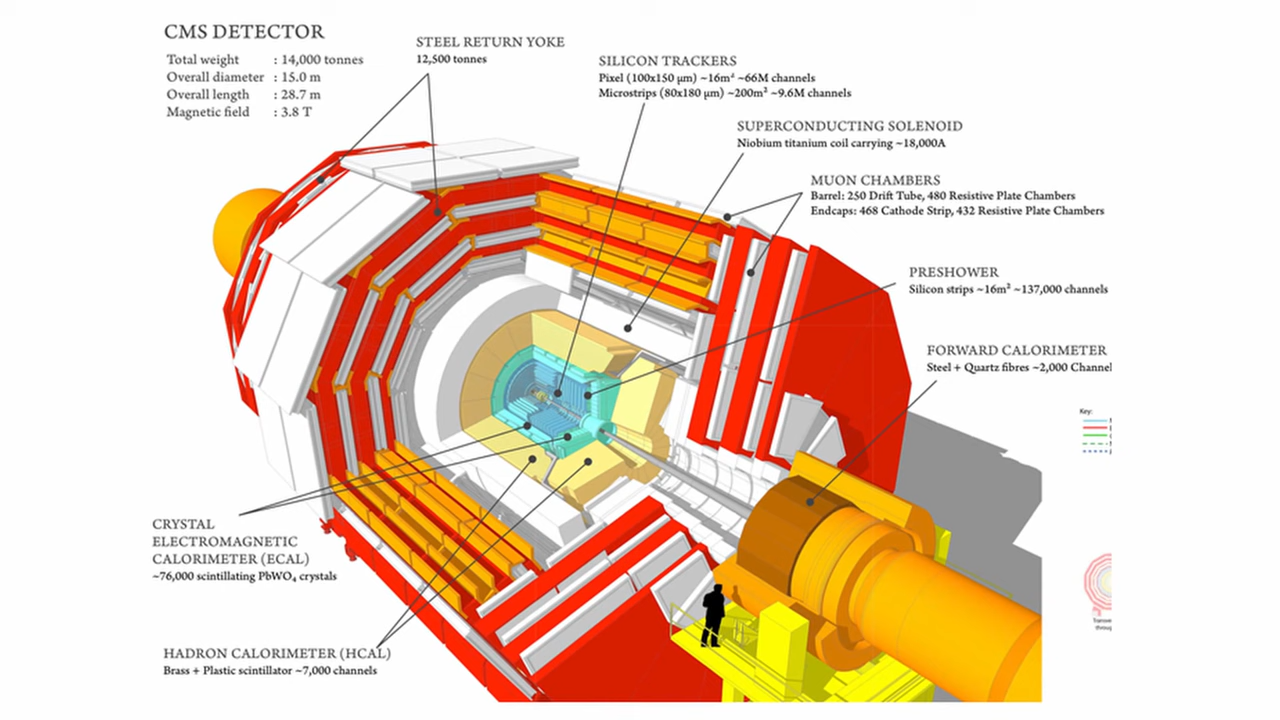 CMS DETECTOR
Total weight : 14,000 tonnes
Overall diameter : 15.0 m
Overall length : 28.7 m
Magnetic field : 3.8 T
STEEL RETURN YOKE
12,500 tonnes
SILICON TRACKERS
Pixel (100x150 μm) ~16m² ~66M channels
Microstrips (80x180 μm) ~200m² ~9.6M channels
SUPERCONDUCTING SOLENOID
Niobium titanium coil carrying ~18,000A
MUON CHAMBERS
Barrel: 250 Drift Tube, 480 Resistive Plate Chambers
Endcaps: 468 Cathode Strip, 432 Resistive Plate Chambers
PRESHOWER
Silicon strips ~16m² ~137,000 channels
FORWARD CALORIMETER
Steel + Quartz fibres ~2,000 Channel
Key:
CRYSTAL
ELECTROMAGNETIC
CALORIMETER (ECAL)
~76,000 scintillating PbWO₄ crystals
HADRON CALORIMETER (HCAL)
Brass + Plastic scintillator ~7,000 channels